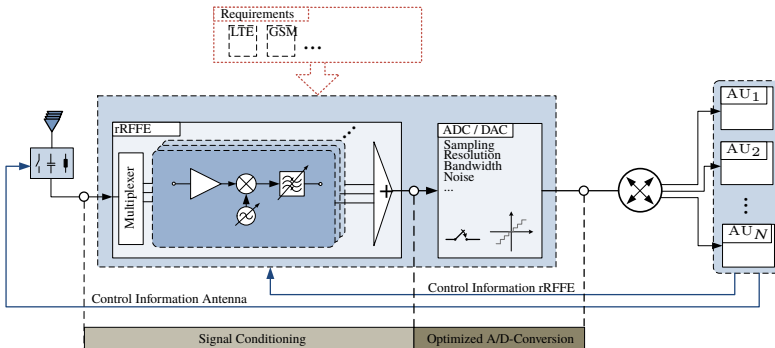 Requirements
LTE GSM ...
rRFFE
Multiplexer
+
ADC / DAC
Sampling
Resolution
Bandwidth
Noise
...
AU1
AU2
AUN
Control Information rRFFE
Control Information Antenna
Signal Conditioning
Optimized A/D-Conversion